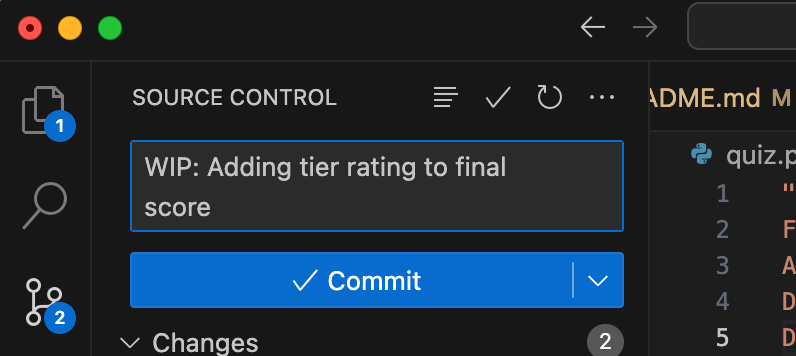 SOURCE CONTROL
ADME.md M
1
WIP: Adding tier rating to final
score
quiz.p
1 "
2 F
3 A
4 D
5 D
Commit
2
Changes 2